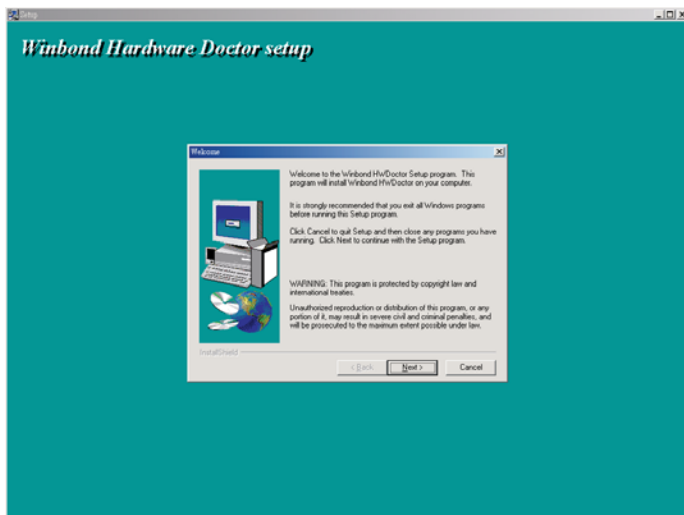 Setup
Winbond Hardware Doctor setup
Welcome
Welcome to the Winbond HWDoctor Setup program. This
program will install Winbond HWDoctor on your computer.
It is strongly recommended that you exit all Windows programs
before running this Setup program.
Click Cancel to quit Setup and then close any programs you have
running. Click Next to continue with the Setup program.
WARNING: This program is protected by copyright law and
international treaties.
Unauthorized reproduction or distribution of this program, or any
portion of it, may result in severe civil and criminal penalties, and
will be prosecuted to the maximum extent possible under law.
InstallShield
< Back Next > Cancel